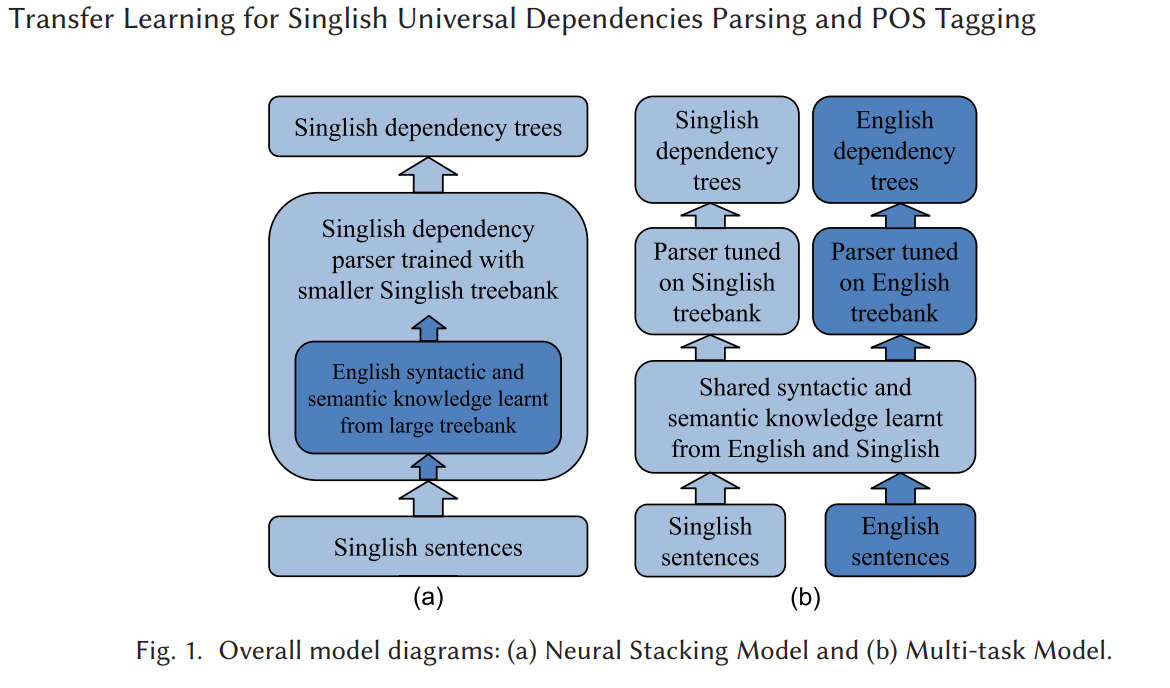 Transfer Learning for Singlish Universal Dependencies Parsing and POS Tagging
Singlish dependency trees
Singlish dependency
parser trained with
smaller Singlish treebank
English syntactic and
semantic knowledge learnt
from large treebank
Singlish sentences
(a)
Singlish
dependency
trees
English
dependency
trees
Parser tuned
on Singlish
treebank
Parser tuned
on English
treebank
Shared syntactic and
semantic knowledge learnt
from English and Singlish
Singlish
sentences
English
sentences
(b)
Fig. 1. Overall model diagrams: (a) Neural Stacking Model and (b) Multi-task Model.